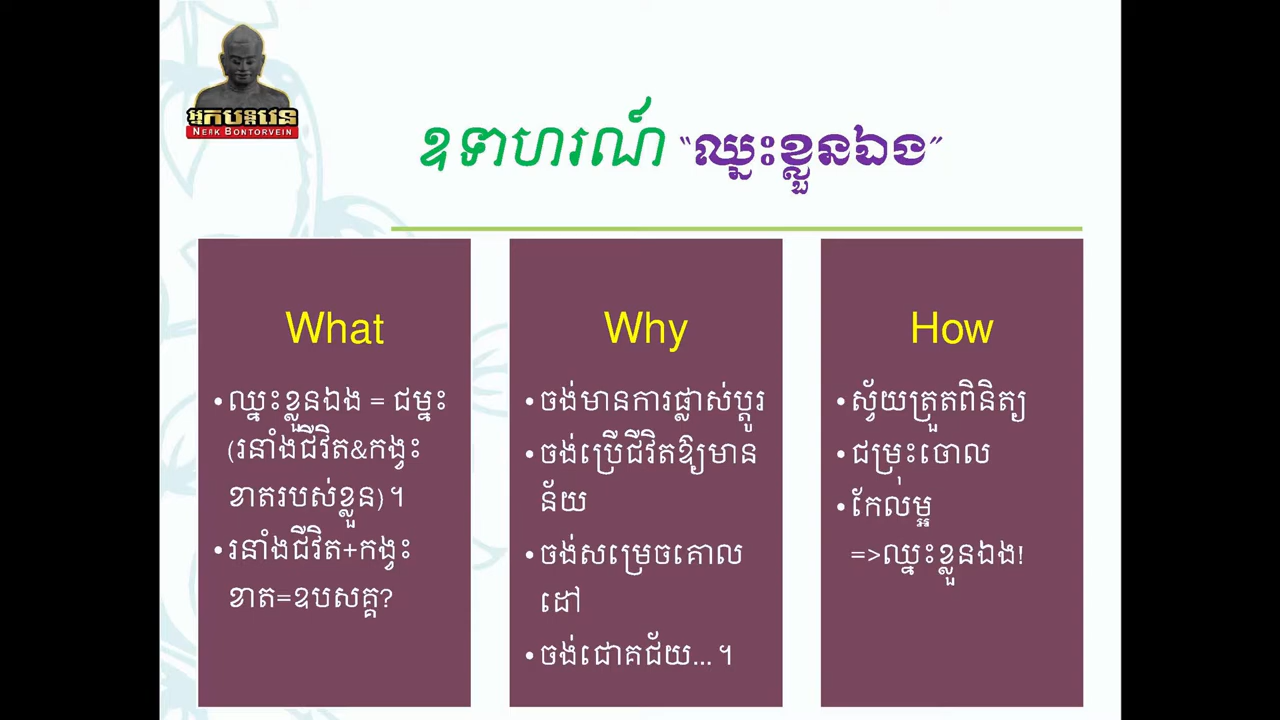 អ្នកបន្តវេន
NERK BONTORVEIN
ឧទាហរណ៍ “ឈ្នះខ្លួនឯង”
What
•ឈ្នះខ្លួនឯង = ជម្នះ
(រនាំងជីវិត&កង្វះ
ខាតរបស់ខ្លួន)។
•រនាំងជីវិត+កង្វះ
ខាត=ឧបសគ្គ?
Why
•ចង់មានការផ្លាស់ប្តូរ
•ចង់ប្រើជីវិតឱ្យមាន
ន័យ
•ចង់សម្រេចគោល
ដៅ
•ចង់ជោគជ័យ...។
How
•ស្វ័យត្រួតពិនិត្យ
•ជម្រុះចោល
•កែលម្អ
=>ឈ្នះខ្លួនឯង!